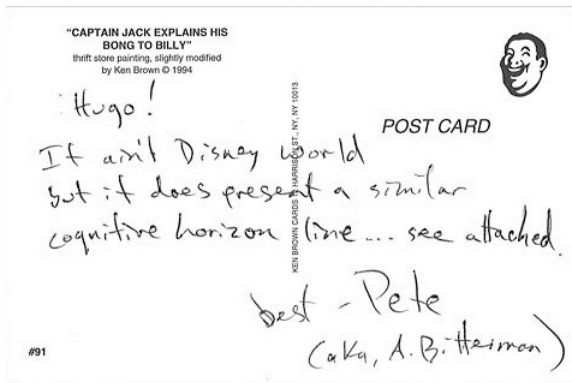 "CAPTAIN JACK EXPLAINS HIS
BONG TO BILLY"
thrift store painting, slightly modified
by Ken Brown © 1994
POST CARD
KEN BROWN CARDS HARRISON ST., NY, NY 10013
Hugo!
It ain't Disney World
but it does present a similar
cognitive horizon line... see attached.
best - Pete
(aka, A. Bitterman)
#91